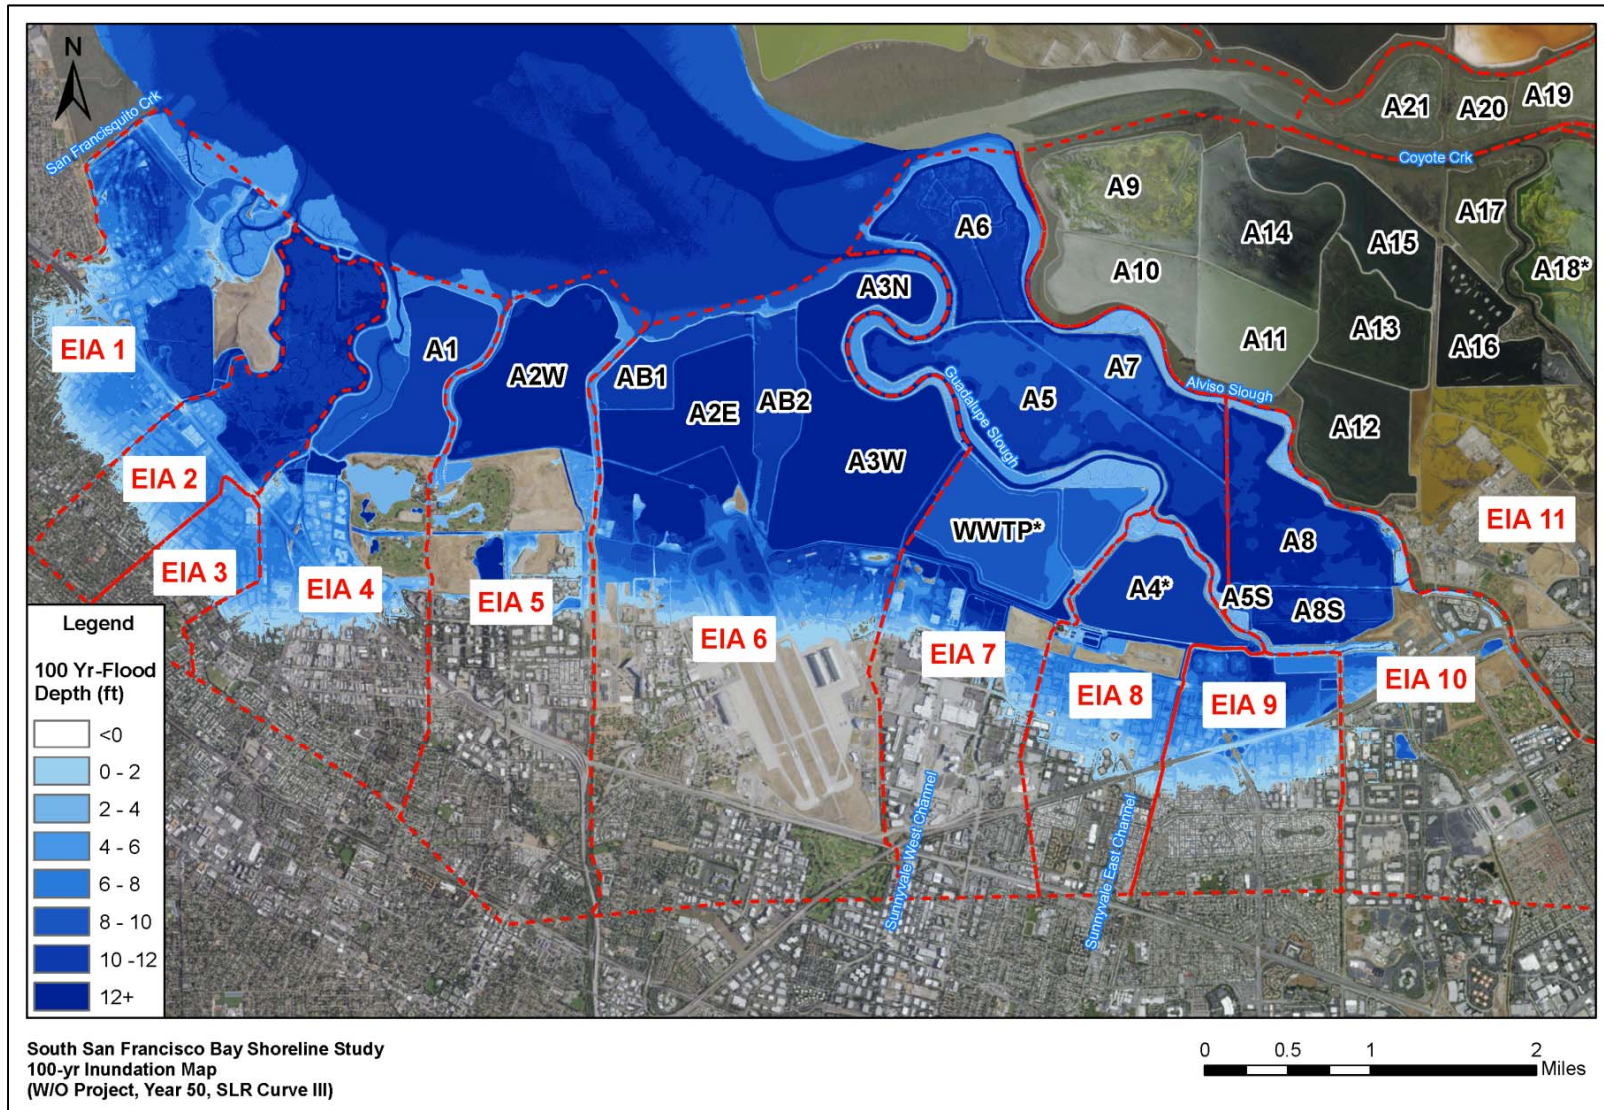 N
San Francisquito Crk
A21
A20
A19
Coyote Crk
A9
A14
A15
A17
A18*
A6
A10
A3N
A11
A13
A16
EIA 1
A1
A2W
AB1
A2E
AB2
A5
A7
Alviso Slough
Guadalupe Slough
A12
A3W
EIA 2
WWTP*
A8
EIA 11
EIA 3
EIA 4
EIA 5
A4*
A5S
A8S
EIA 6
EIA 7
EIA 8
EIA 9
EIA 10
Sunnyvale West Channel
Sunnyvale East Channel
Legend
100 Yr-Flood
Depth (ft)
<0
0 - 2
2 - 4
4 - 6
6 - 8
8 - 10
10 -12
12+
South San Francisco Bay Shoreline Study
100-yr Inundation Map
(W/O Project, Year 50, SLR Curve III)
0 0.5 1 2
Miles